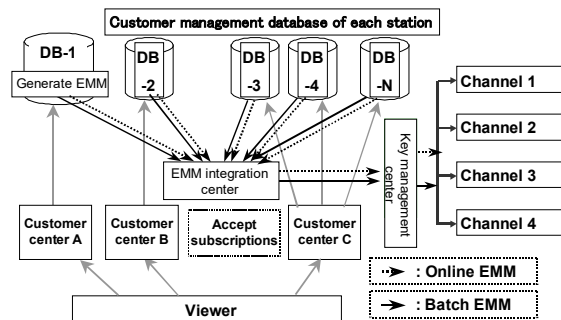 Customer management database of each station
DB-1
Generate EMM
DB
-2
DB
-3
DB
-4
DB
-N
Channel 1
Channel 2
Channel 3
Channel 4
EMM integration
center
Key management
center
Customer
center A
Customer
center B
Accept
subscriptions
Customer
center C
: Online EMM
: Batch EMM
Viewer